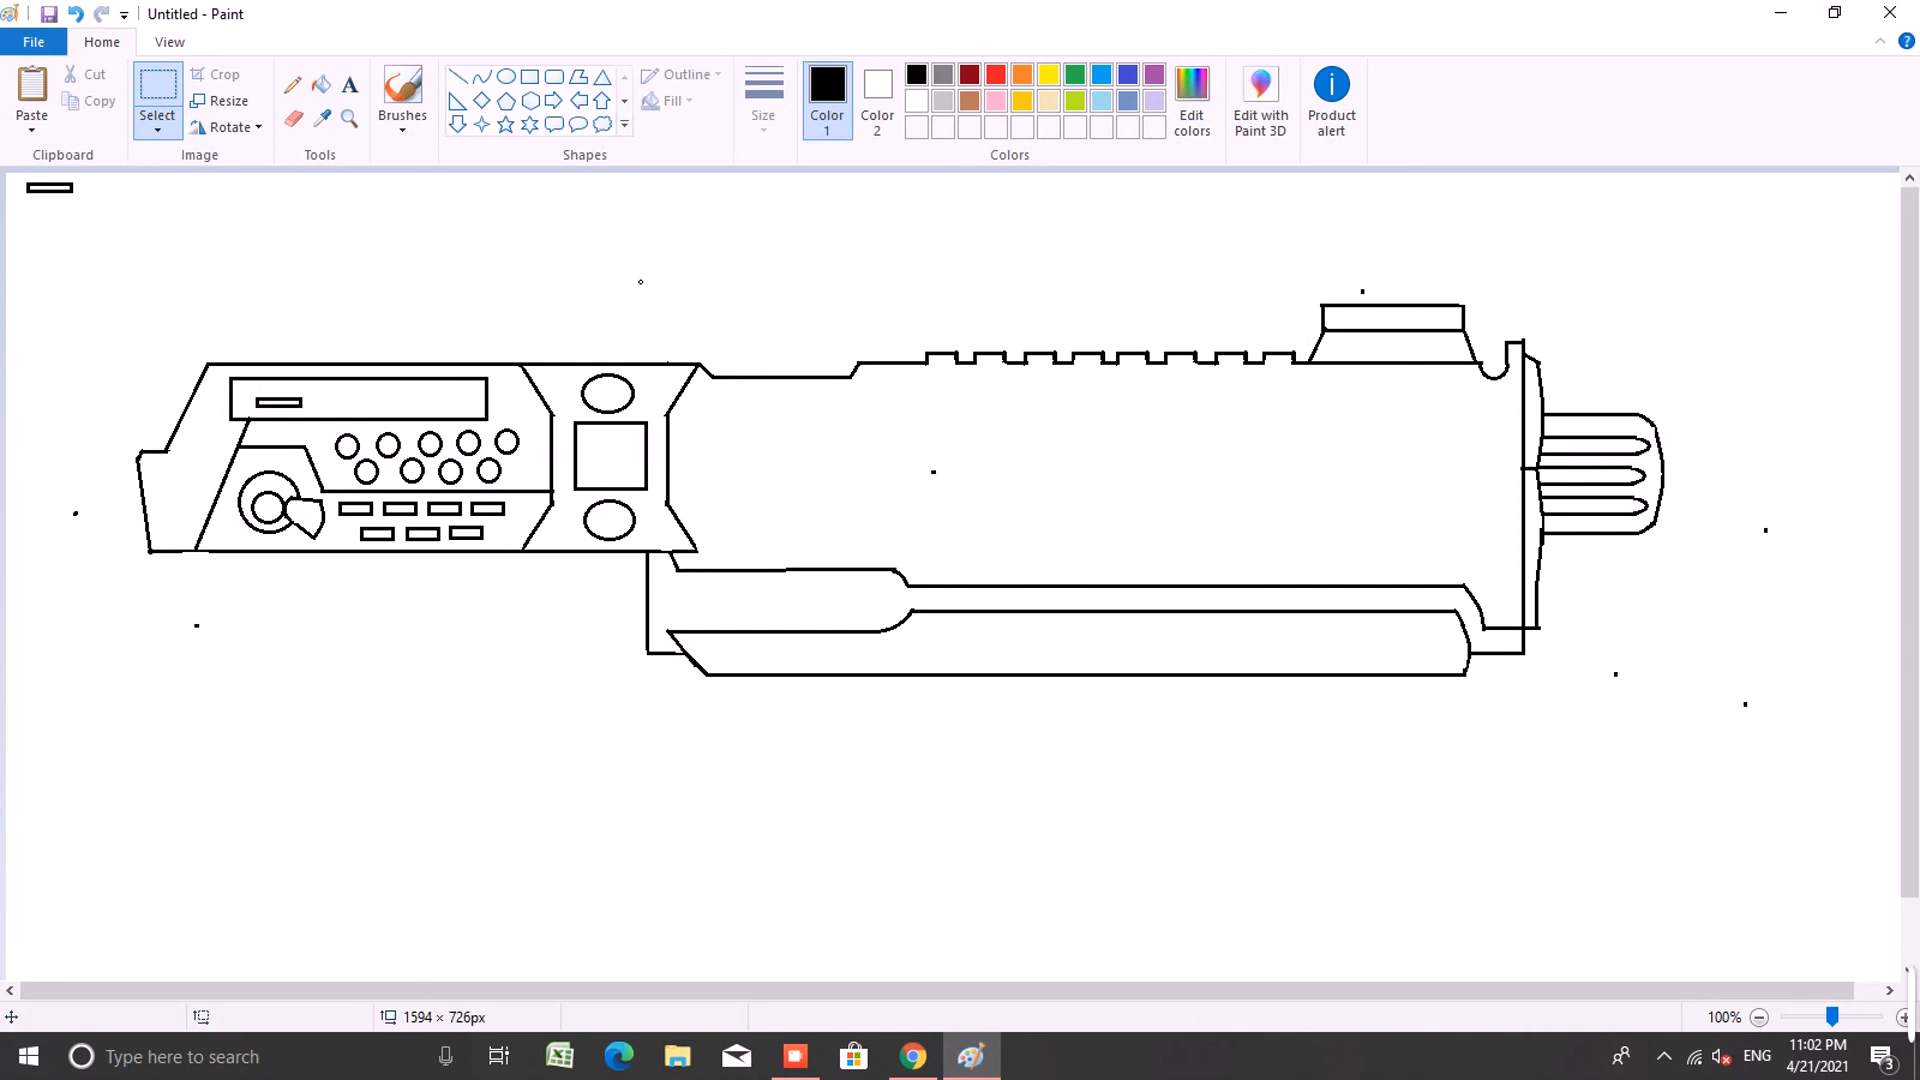 Untitled - Paint
File Home View
Paste
Cut
Copy
Clipboard
Select
Crop
Resize
Rotate
Image
Tools
Brushes
Shapes
Outline
Fill
Size
Color 1
Color 2
Edit colors
Colors
Edit with Paint 3D
Product alert
1594 × 726px
100%
Type here to search
ENG
11:02 PM
4/21/2021
3